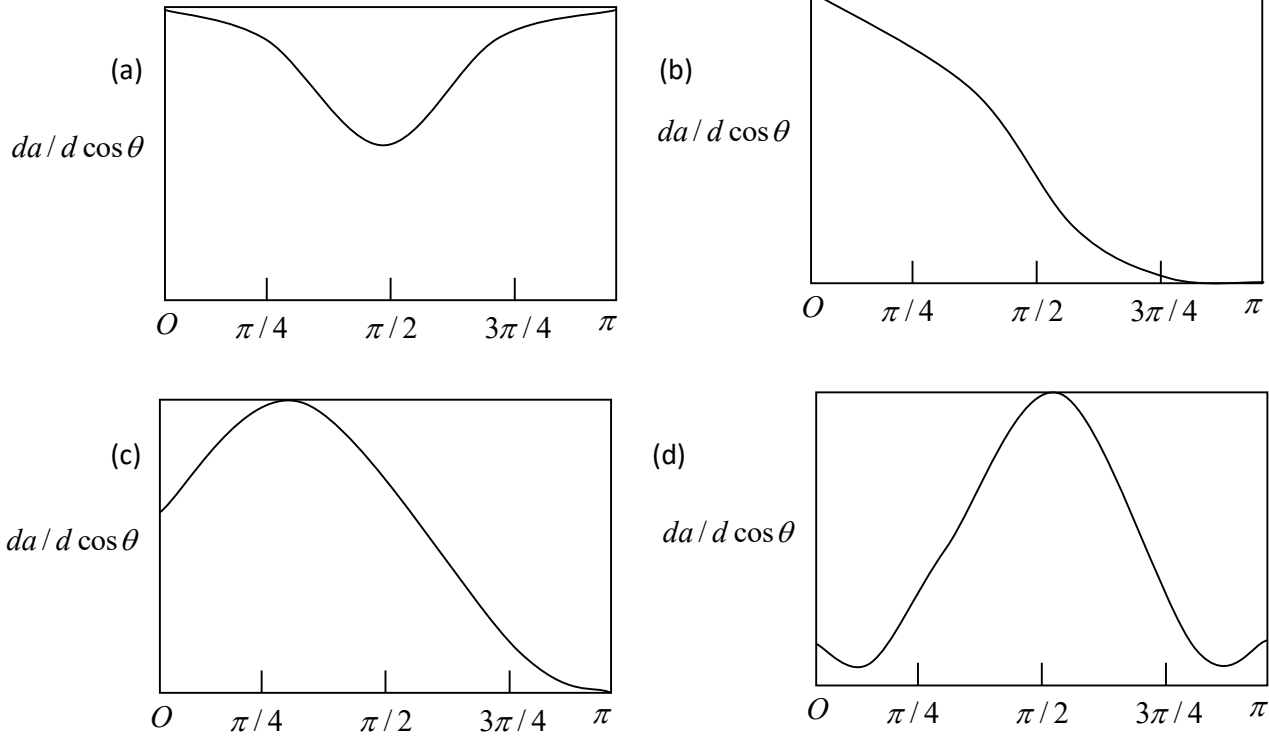 (a)
da / d cos θ
O π / 4 π / 2 3π / 4 π
(b)
da / d cos θ
O π / 4 π / 2 3π / 4 π
(c)
da / d cos θ
O π / 4 π / 2 3π / 4 π
(d)
da / d cos θ
O π / 4 π / 2 3π / 4 π